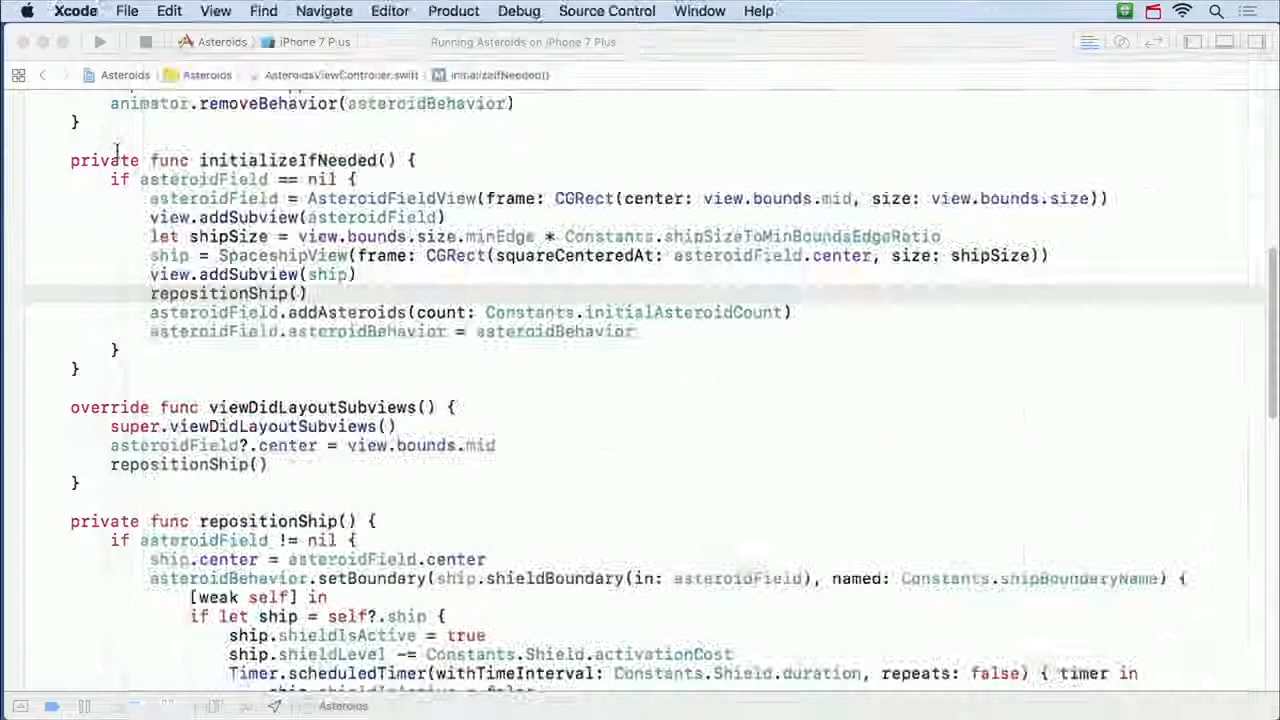 Xcode File Edit View Find Navigate Editor Product Debug Source Control Window Help
Asteroids iPhone 7 Plus Running Asteroids on iPhone 7 Plus
Asteroids Asteroids AsteroidsViewController.swift M initializeIfNeeded()
animator.removeBehavior(asteroidBehavior)
}
private func initializeIfNeeded() {
if asteroidField == nil {
asteroidField = AsteroidFieldView(frame: CGRect(center: view.bounds.mid, size: view.bounds.size))
view.addSubview(asteroidField)
let shipSize = view.bounds.size.minEdge * Constants.shipSizeToMinBoundsEdgeRatio
ship = SpaceshipView(frame: CGRect(squareCenteredAt: asteroidField.center, size: shipSize))
view.addSubview(ship)
repositionShip()
asteroidField.addAsteroids(count: Constants.initialAsteroidCount)
asteroidField.asteroidBehavior = asteroidBehavior
}
}
override func viewDidLayoutSubviews() {
super.viewDidLayoutSubviews()
asteroidField?.center = view.bounds.mid
repositionShip()
}
private func repositionShip() {
if asteroidField != nil {
ship.center = asteroidField.center
asteroidBehavior.setBoundary(ship.shieldBoundary(in: asteroidField), named: Constants.shipBoundaryName) {
[weak self] in
if let ship = self?.ship {
ship.shieldIsActive = true
ship.shieldLevel -= Constants.Shield.activationCost
Timer.scheduledTimer(withTimeInterval: Constants.Shield.duration, repeats: false) { timer in
Asteroids